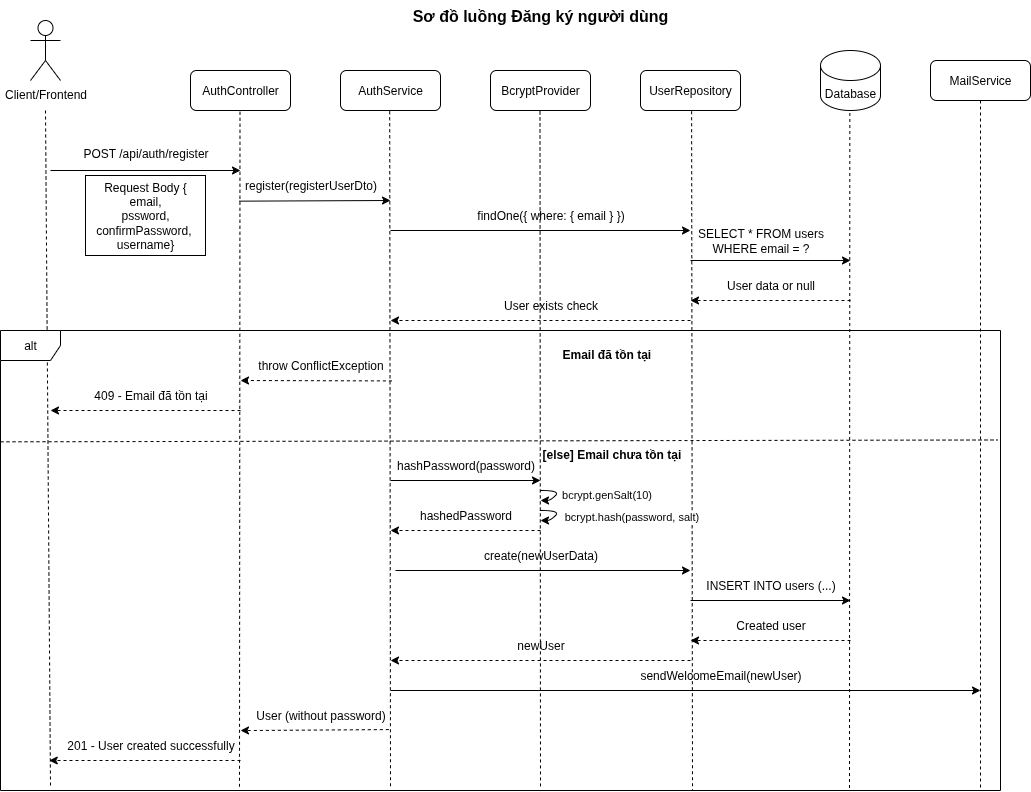 Sơ đồ luồng Đăng ký người dùng
Client/Frontend
AuthController
AuthService
BcryptProvider
UserRepository
Database
MailService
POST /api/auth/register
Request Body {
email,
pssword,
confirmPassword,
username}
register(registerUserDto)
findOne({ where: { email } })
SELECT * FROM users
WHERE email = ?
User data or null
User exists check
alt
Email đã tồn tại
throw ConflictException
409 - Email đã tồn tại
[else] Email chưa tồn tại
hashPassword(password)
bcrypt.genSalt(10)
bcrypt.hash(password, salt)
hashedPassword
create(newUserData)
INSERT INTO users (...)
Created user
newUser
sendWelcomeEmail(newUser)
User (without password)
201 - User created successfully